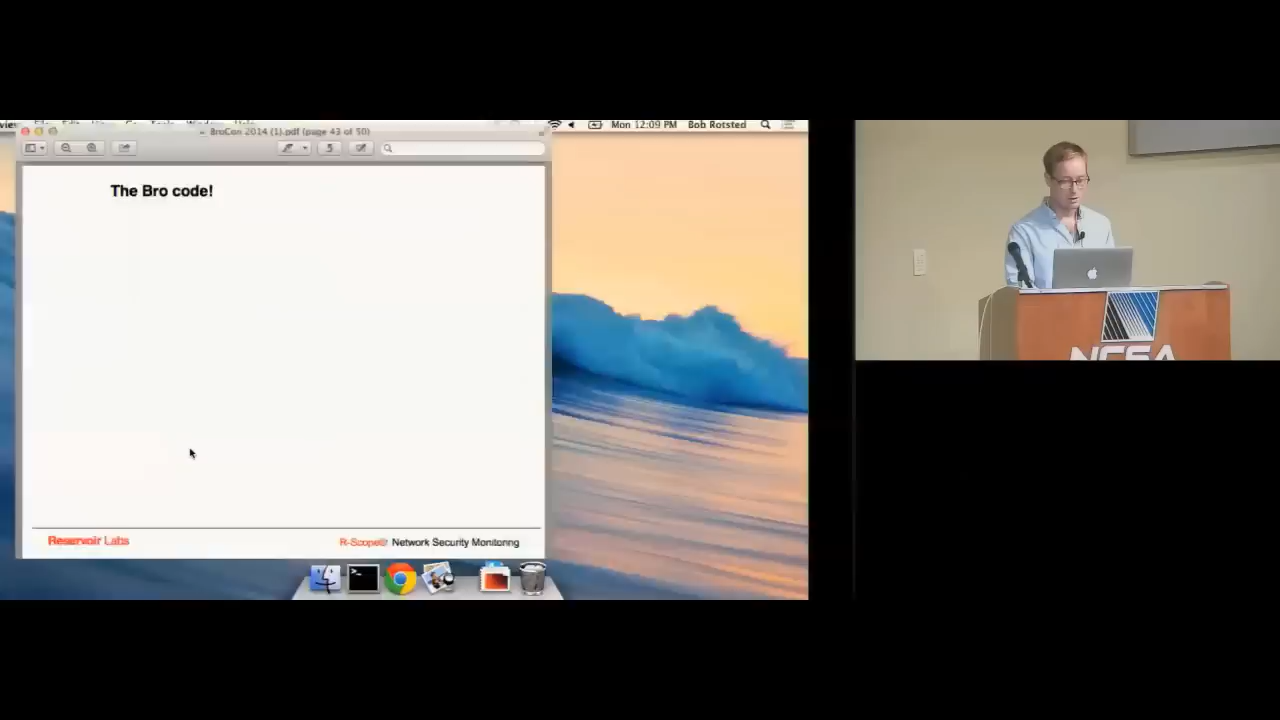 BroCon 2014 (1).pdf (page 43 of 50)
Mon 12:09 PM Bob Rotsted
The Bro code!
Reservoir Labs
R-Scope® Network Security Monitoring
NCSA